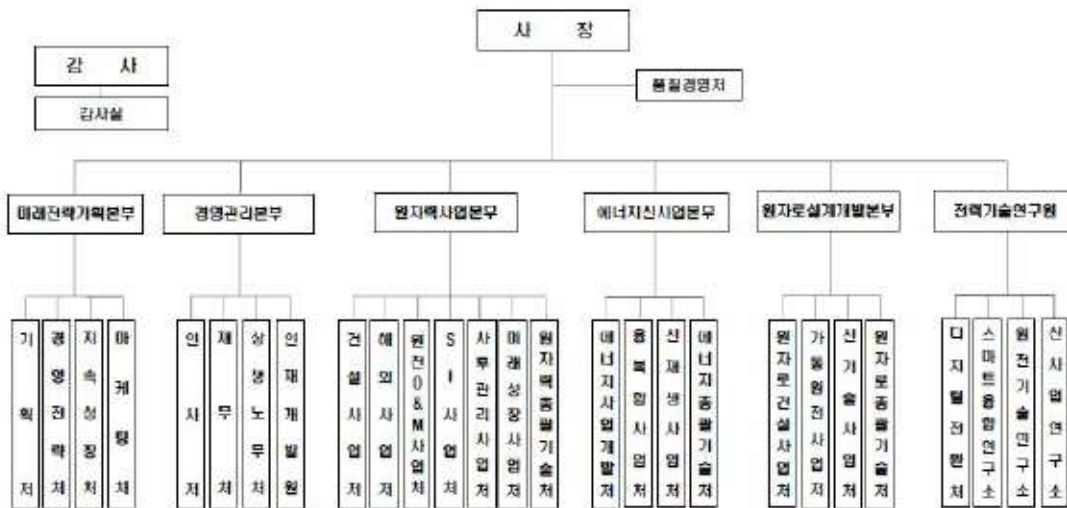 사 장
감 사
감사실
품질경영처
미래전략기획본부
경영관리본부
원자력사업본부
에너지신사업본부
원자로설계개발본부
전력기술연구원
기획처
경영전략처
지속성장처
마케팅처
인사처
재무처
상생노무처
인재개발원
건설사업처
해외사업처
원전O&M사업처
SI사업처
사후관리사업처
미래성장사업처
원자력총괄기술처
에너지사업개발처
융복합사업처
신재생사업처
에너지총괄기술처
원자로건설사업처
가동원전사업처
신기술사업처
원자로총괄기술처
디지털전환처
스마트융합연구소
원전기술연구소
신사업연구소